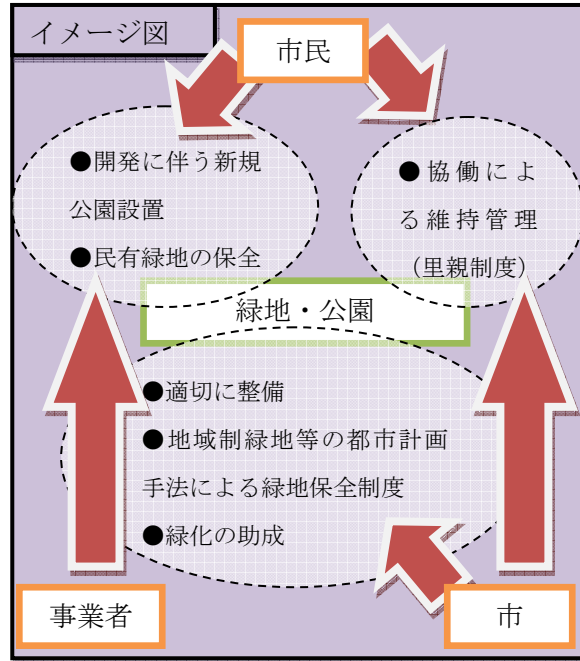 イメージ図
市民
●開発に伴う新規
公園設置
●民有緑地の保全
●協働によ
る維持管理
（里親制度）
緑地・公園
●適切に整備
●地域制緑地等の都市計画
手法による緑地保全制度
●緑化の助成
事業者
市